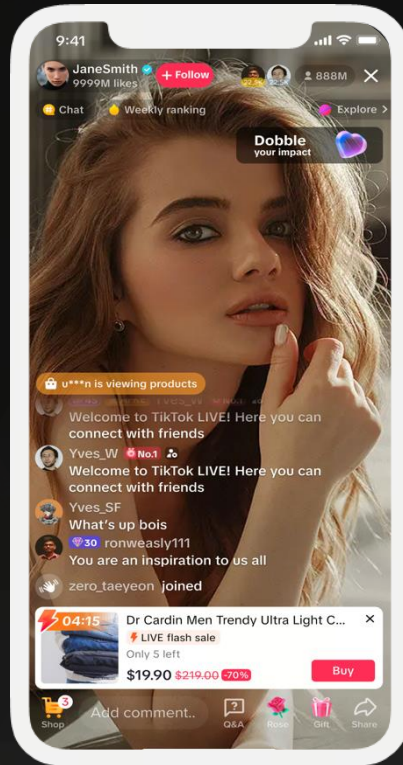 9:41
JaneSmith
+ Follow
888M
9999M likes
Chat
Weekly ranking
Explore >
Dobble
your impact
u***n is viewing products
Yves_W No.1
Welcome to TikTok LIVE! Here you can
connect with friends
Yves_W No.1
Welcome to TikTok LIVE! Here you can
connect with friends
Yves_SF
What's up bois
30 ronweasly111
You are an inspiration to us all
zero_taeyeon joined
04:15
Dr Cardin Men Trendy Ultra Light C...
LIVE flash sale
Only 5 left
$19.90 $219.00 -70%
Buy
3
Shop
Add comment..
Q&A
Rose
Gift
Share